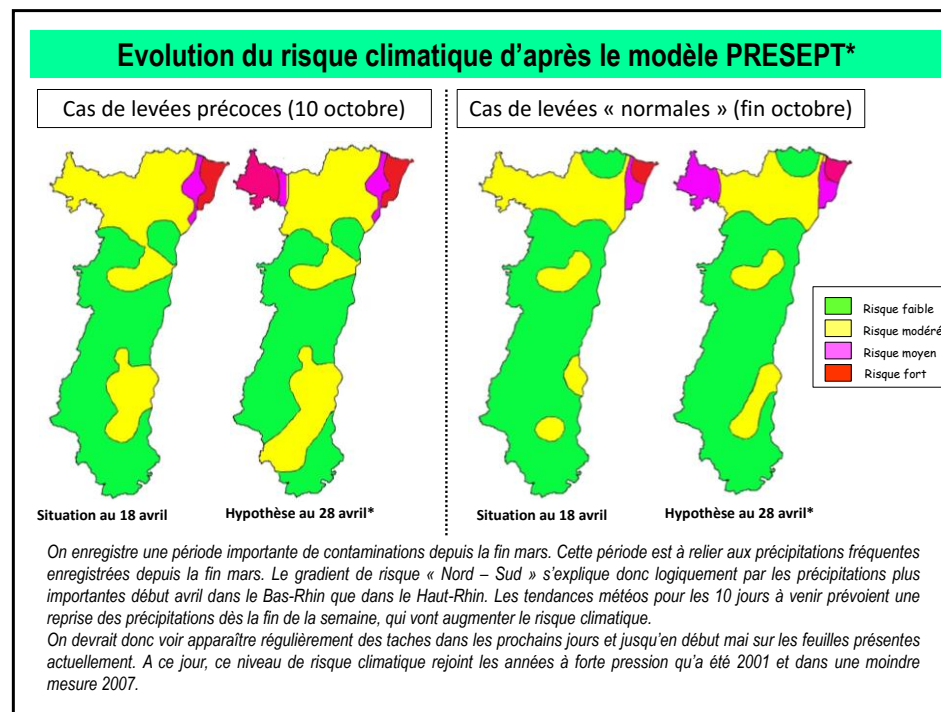 Evolution du risque climatique d'après le modèle PRESEPT*
Cas de levées précoces (10 octobre)
Cas de levées « normales » (fin octobre)
Risque faible
Risque modéré
Risque moyen
Risque fort
Situation au 18 avril
Hypothèse au 28 avril*
Situation au 18 avril
Hypothèse au 28 avril*
On enregistre une période importante de contaminations depuis la fin mars. Cette période est à relier aux précipitations fréquentes
enregistrées depuis la fin mars. Le gradient de risque « Nord – Sud » s'explique donc logiquement par les précipitations plus
importantes début avril dans le Bas-Rhin que dans le Haut-Rhin. Les tendances météos pour les 10 jours à venir prévoient une
reprise des précipitations dès la fin de la semaine, qui vont augmenter le risque climatique.
On devrait donc voir apparaître régulièrement des taches dans les prochains jours et jusqu'en début mai sur les feuilles présentes
actuellement. A ce jour, ce niveau de risque climatique rejoint les années à forte pression qu'a été 2001 et dans une moindre
mesure 2007.